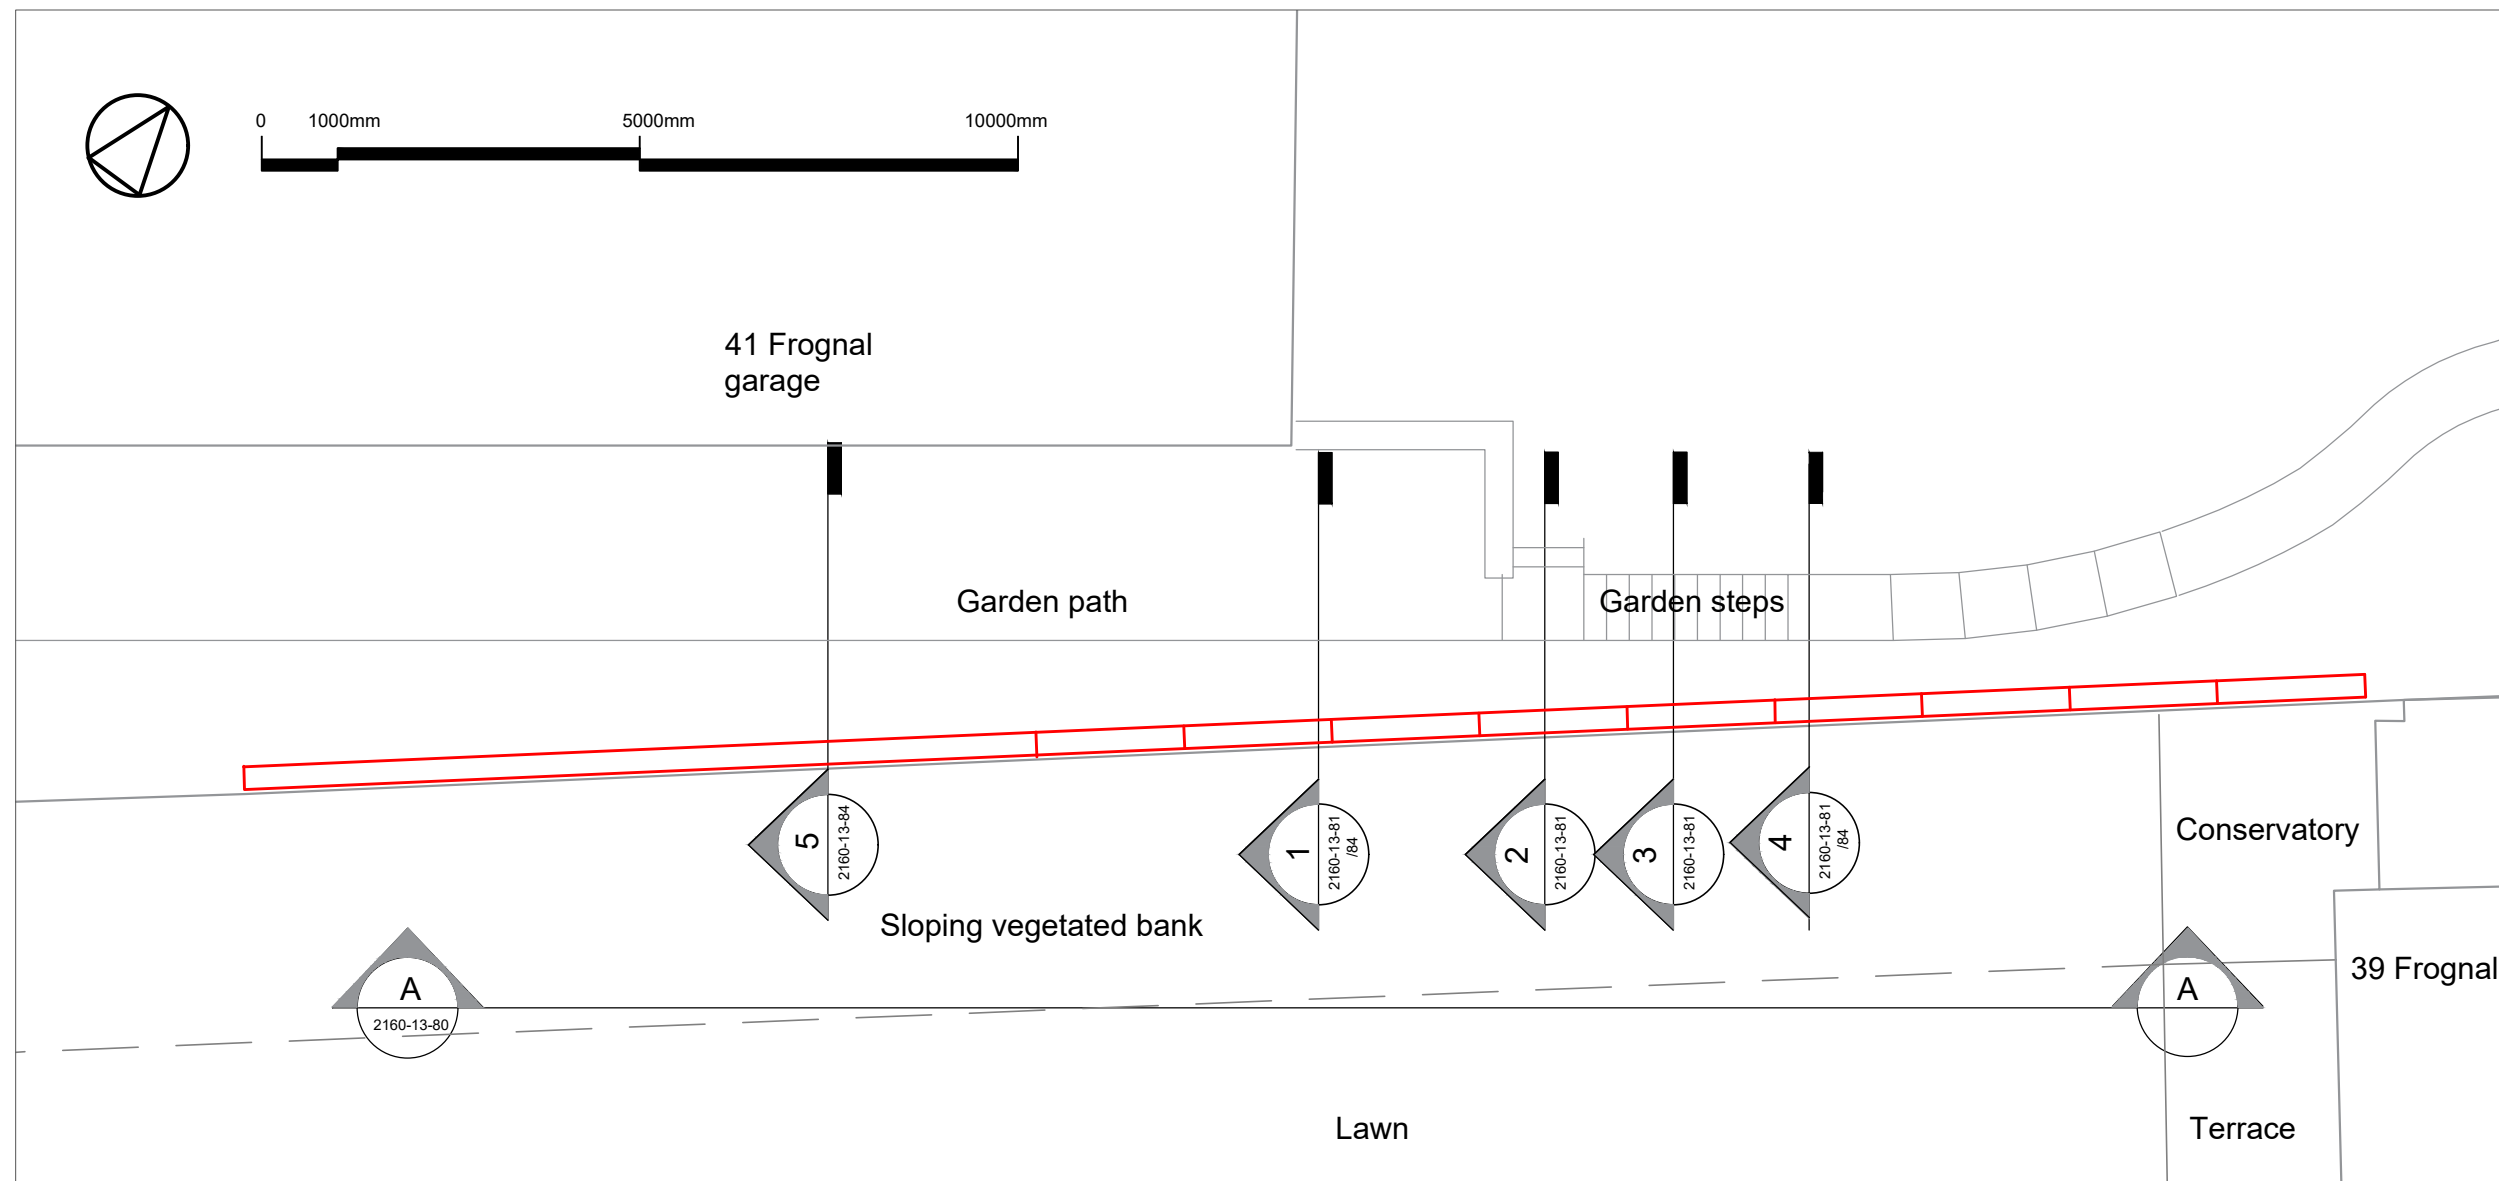 0 1000mm 5000mm 10000mm
41 Frognal
garage
Garden path
Garden steps
Conservatory
5
2160-13-84
1
2160-13-81
/84
2
2160-13-81
3
2160-13-81
4
2160-13-81
/84
Sloping vegetated bank
39 Frognal
A
2160-13-80
A
Lawn
Terrace